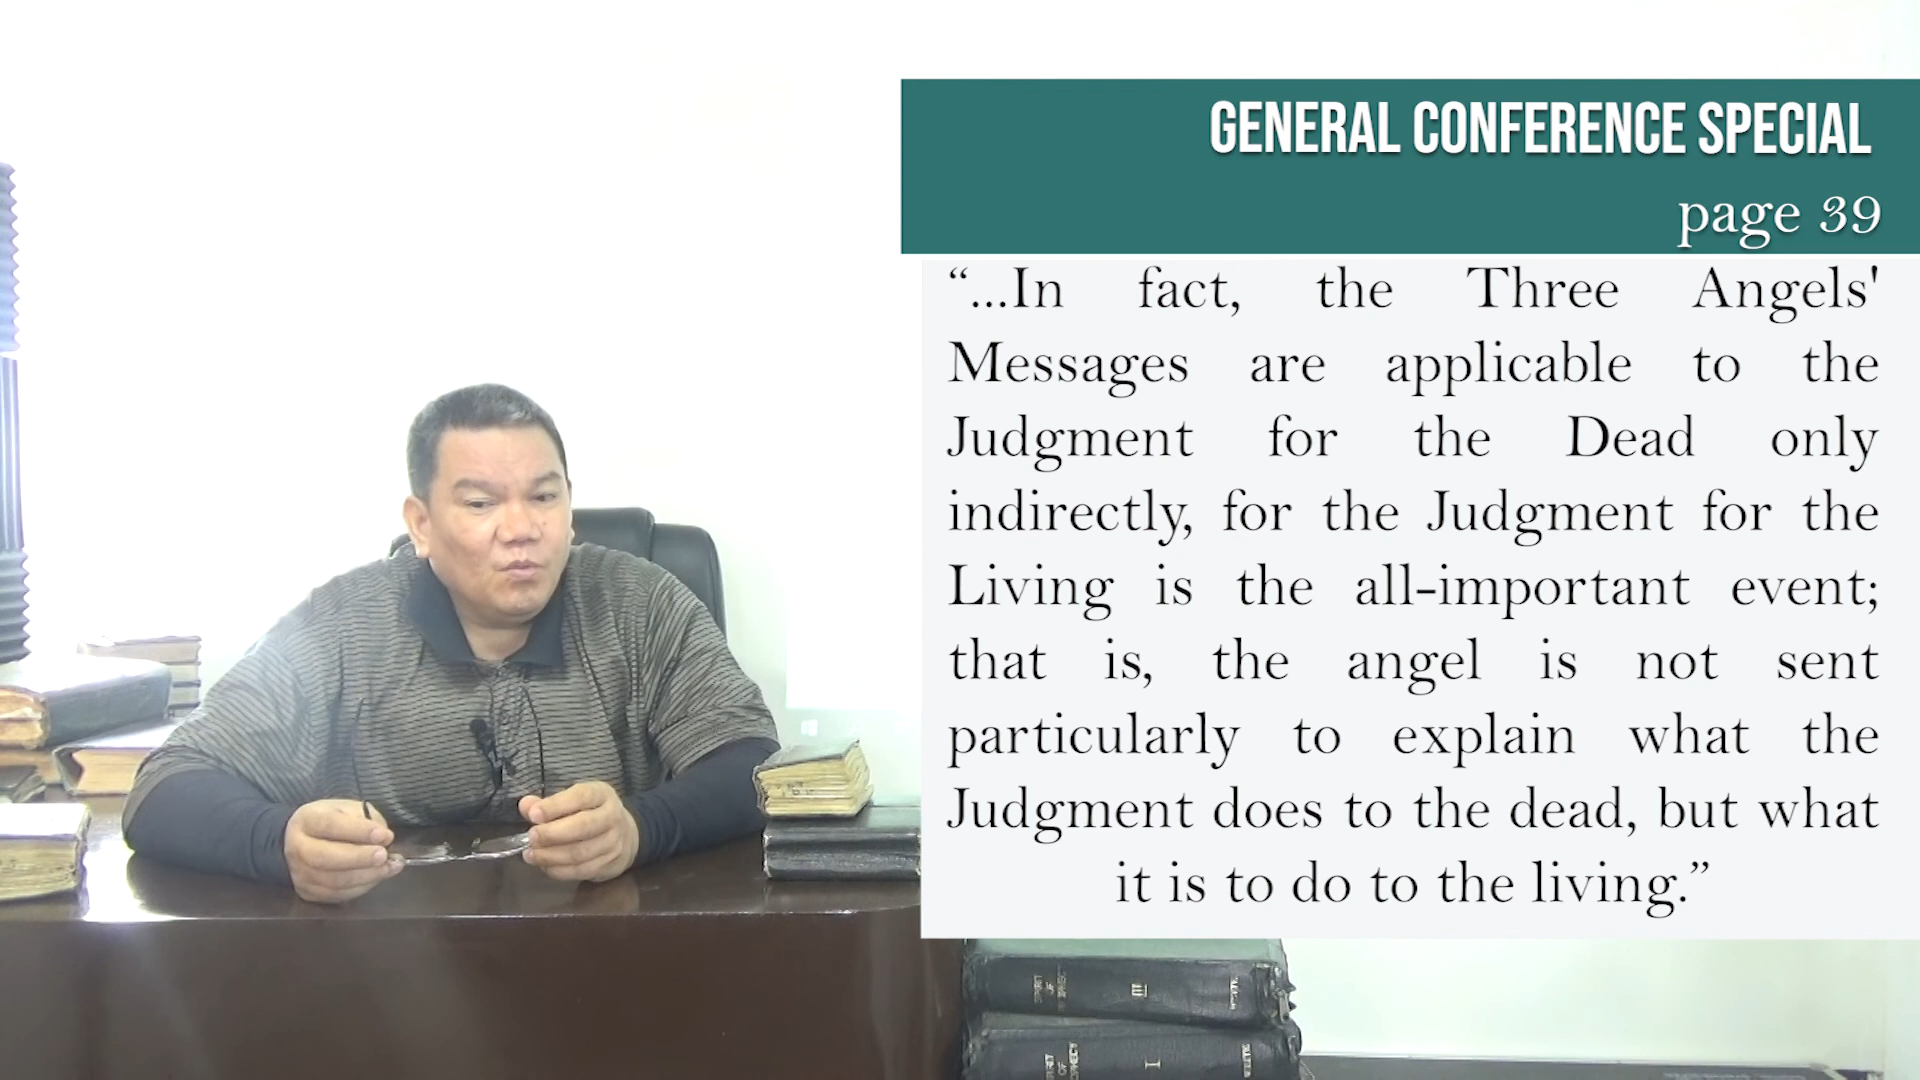 GENERAL CONFERENCE SPECIAL
page 39
“...In fact, the Three Angels'
Messages are applicable to the
Judgment for the Dead only
indirectly, for the Judgment for the
Living is the all-important event;
that is, the angel is not sent
particularly to explain what the
Judgment does to the dead, but what
it is to do to the living.”
III
OF
I